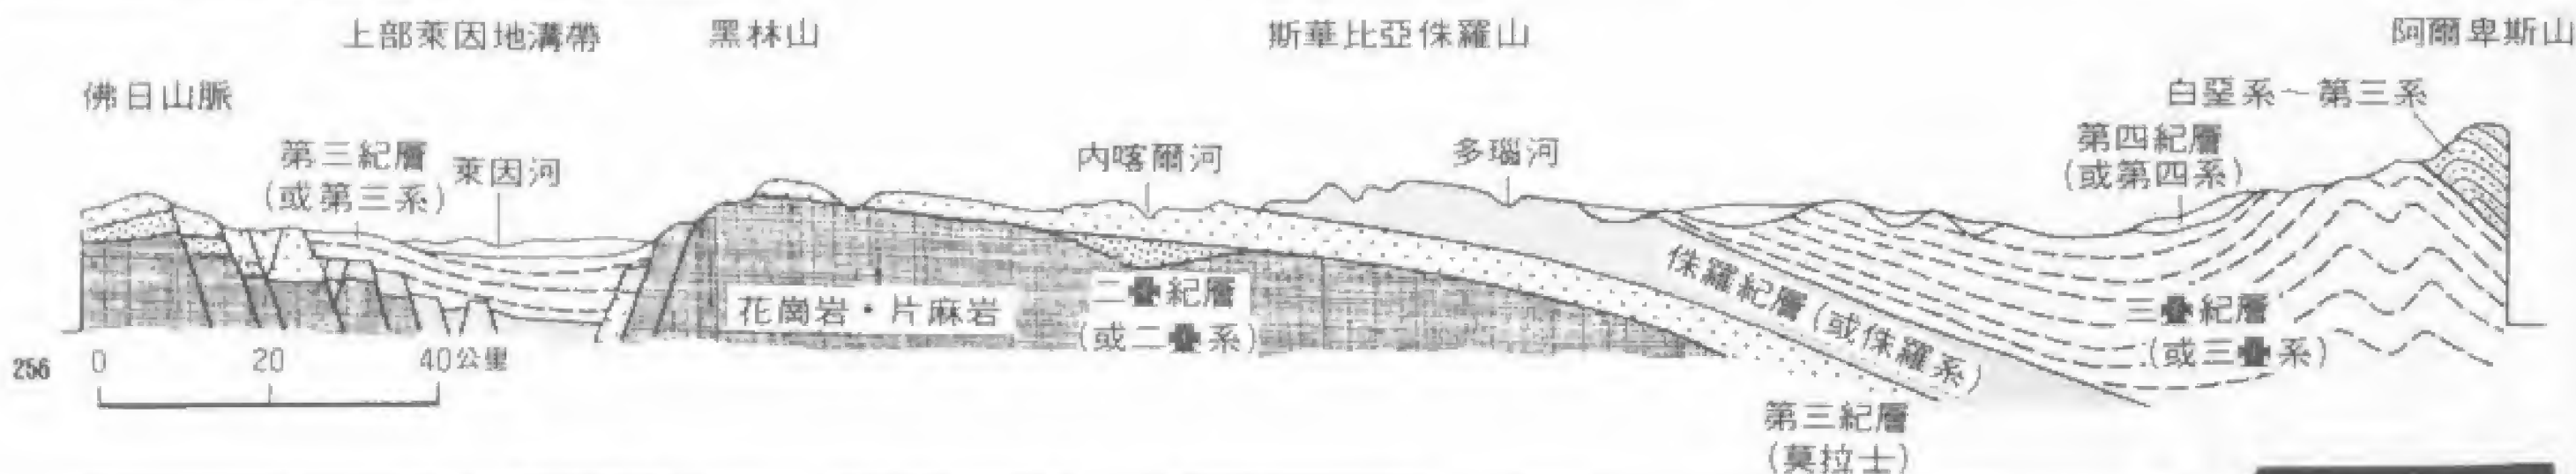 上部萊因地溝帶
黑林山
斯華比亞侏羅山
阿爾卑斯山
佛日山脈
白堊系～第三系
第三紀層
(或第三系)
萊因河
內喀爾河
多瑙河
第四紀層
(或第四系)
花崗岩・片麻岩
二疊紀層
(或二疊系)
侏羅紀層(或侏羅系)
三疊紀層
(或三疊系)
第三紀層
(莫拉士)
256
0 20 40公里